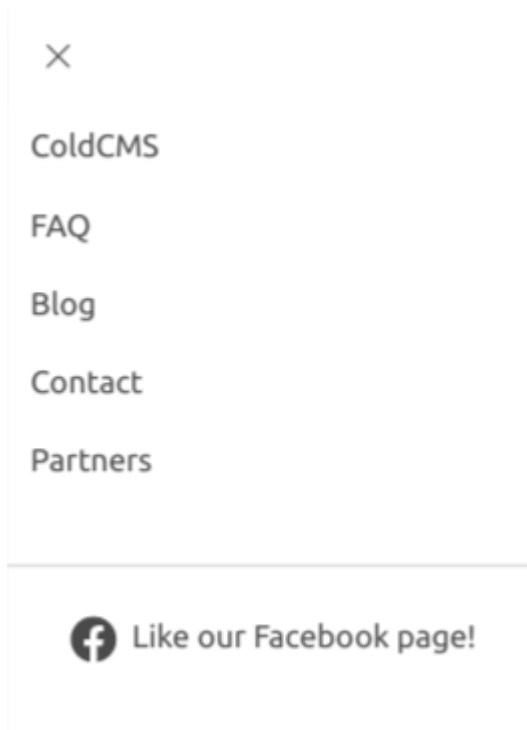 ColdCMS
FAQ
Blog
Contact
Partners
Like our Facebook page!